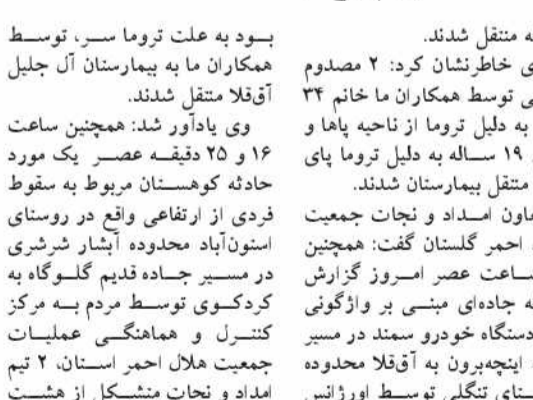 ه منتقل شدند.
ی خاطرنشان کرد: ۲ مصدوم
ی توسط همکاران ما خانم ۳۴
به دلیل تروما از ناحیه پاها و
۱۹ ساله به دلیل تروما پای
منتقل بیمارستان شدند.
عاون امداد و نجات جمعیت
احمر گلستان گفت: همچنین
ساعت عصر امروز گزارش
ه جاده‌ای مبنی بر واژگونی
دستگاه خودرو سمند در مسیر
اینچه‌برون به آق‌قلا محدوده
ستای تنگلی توسط اورژانس
بود به علت تروما سر، توسط
همکاران ما به بیمارستان آل جلیل
آق‌قلا منتقل شدند.
وی یادآور شد: همچنین ساعت
۱۶ و ۲۵ دقیقه عصر یک مورد
حادثه کوهستان مربوط به سقوط
فردی از ارتفاعی واقع در روستای
استون‌آباد محدوده آبشار شرشری
در مسیر جاده قدیم گلوگاه به
کردکوی توسط مردم به مرکز
کنترل و هماهنگی عملیات
جمعیت هلال احمر استان، ۲ تیم
امداد و نجات متشکل از هشت